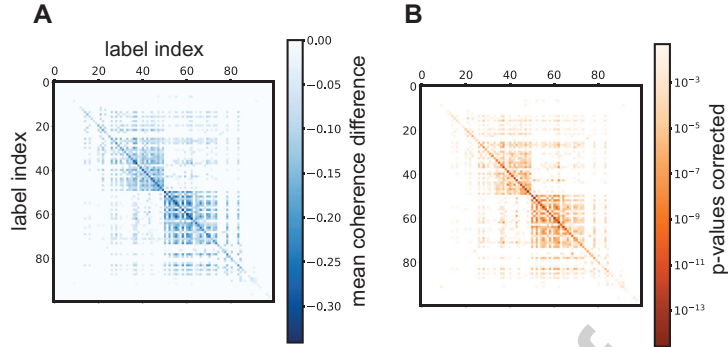 A
B
label index
0 20 40 60 80
0
20
40
60
80
label index
0.00
−0.05
−0.10
−0.15
−0.20
−0.25
−0.30
mean coherence difference
0 20 40 60 80
0
20
40
60
80
10⁻³
10⁻⁵
10⁻⁷
10⁻⁹
10⁻¹¹
10⁻¹³
p-values corrected